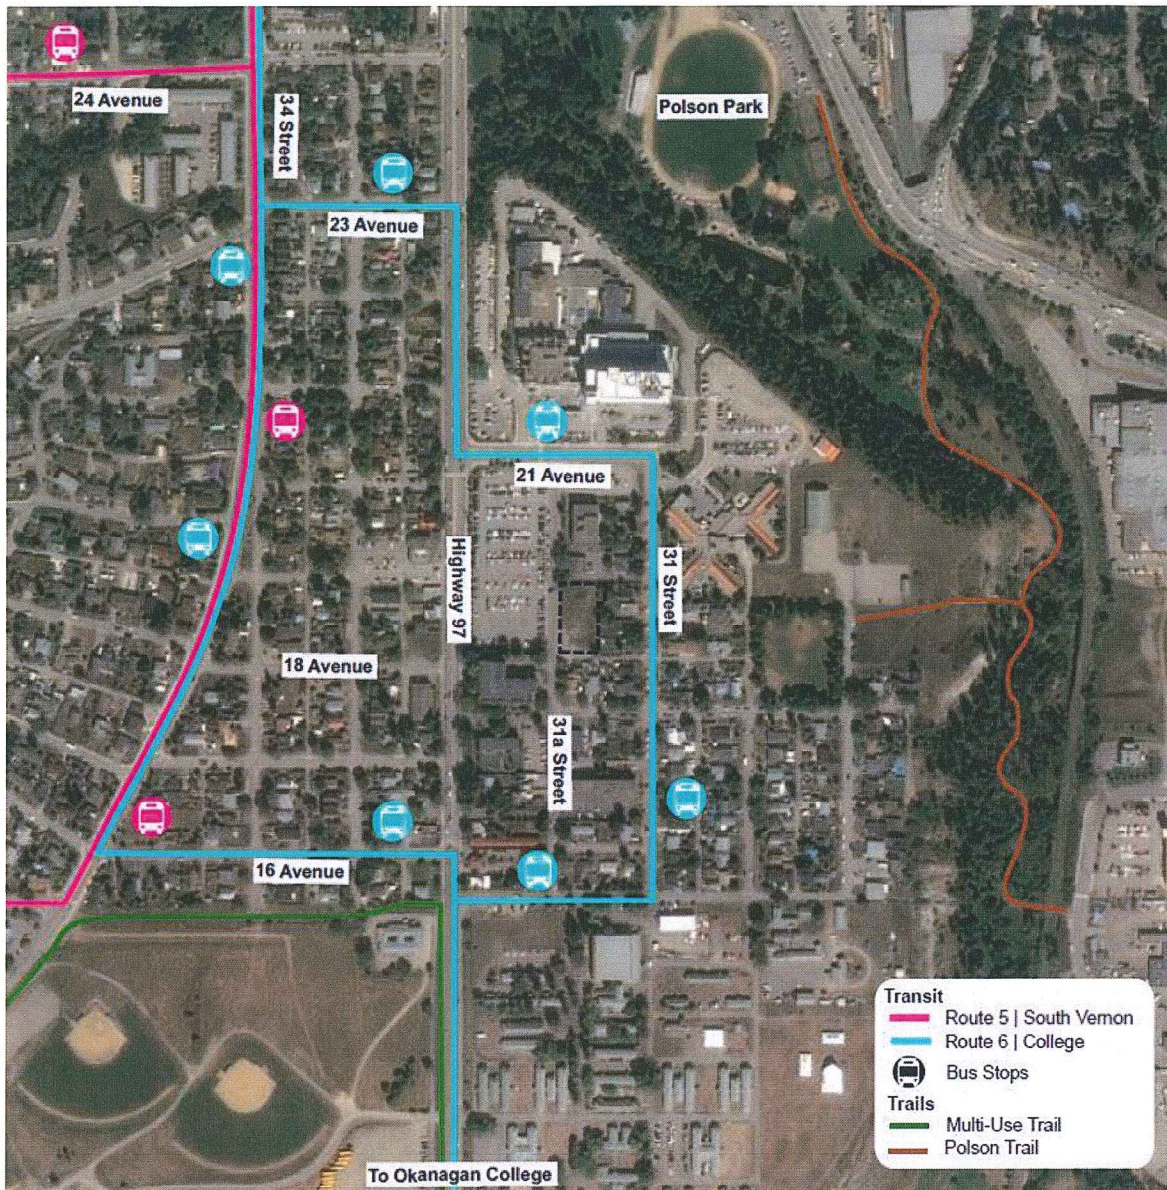 24 Avenue
34 Street
Polson Park
23 Avenue
21 Avenue
Highway 97
31 Street
18 Avenue
31a Street
16 Avenue
To Okanagan College
Transit
Route 5 | South Vernon
Route 6 | College
Bus Stops
Trails
Multi-Use Trail
Polson Trail